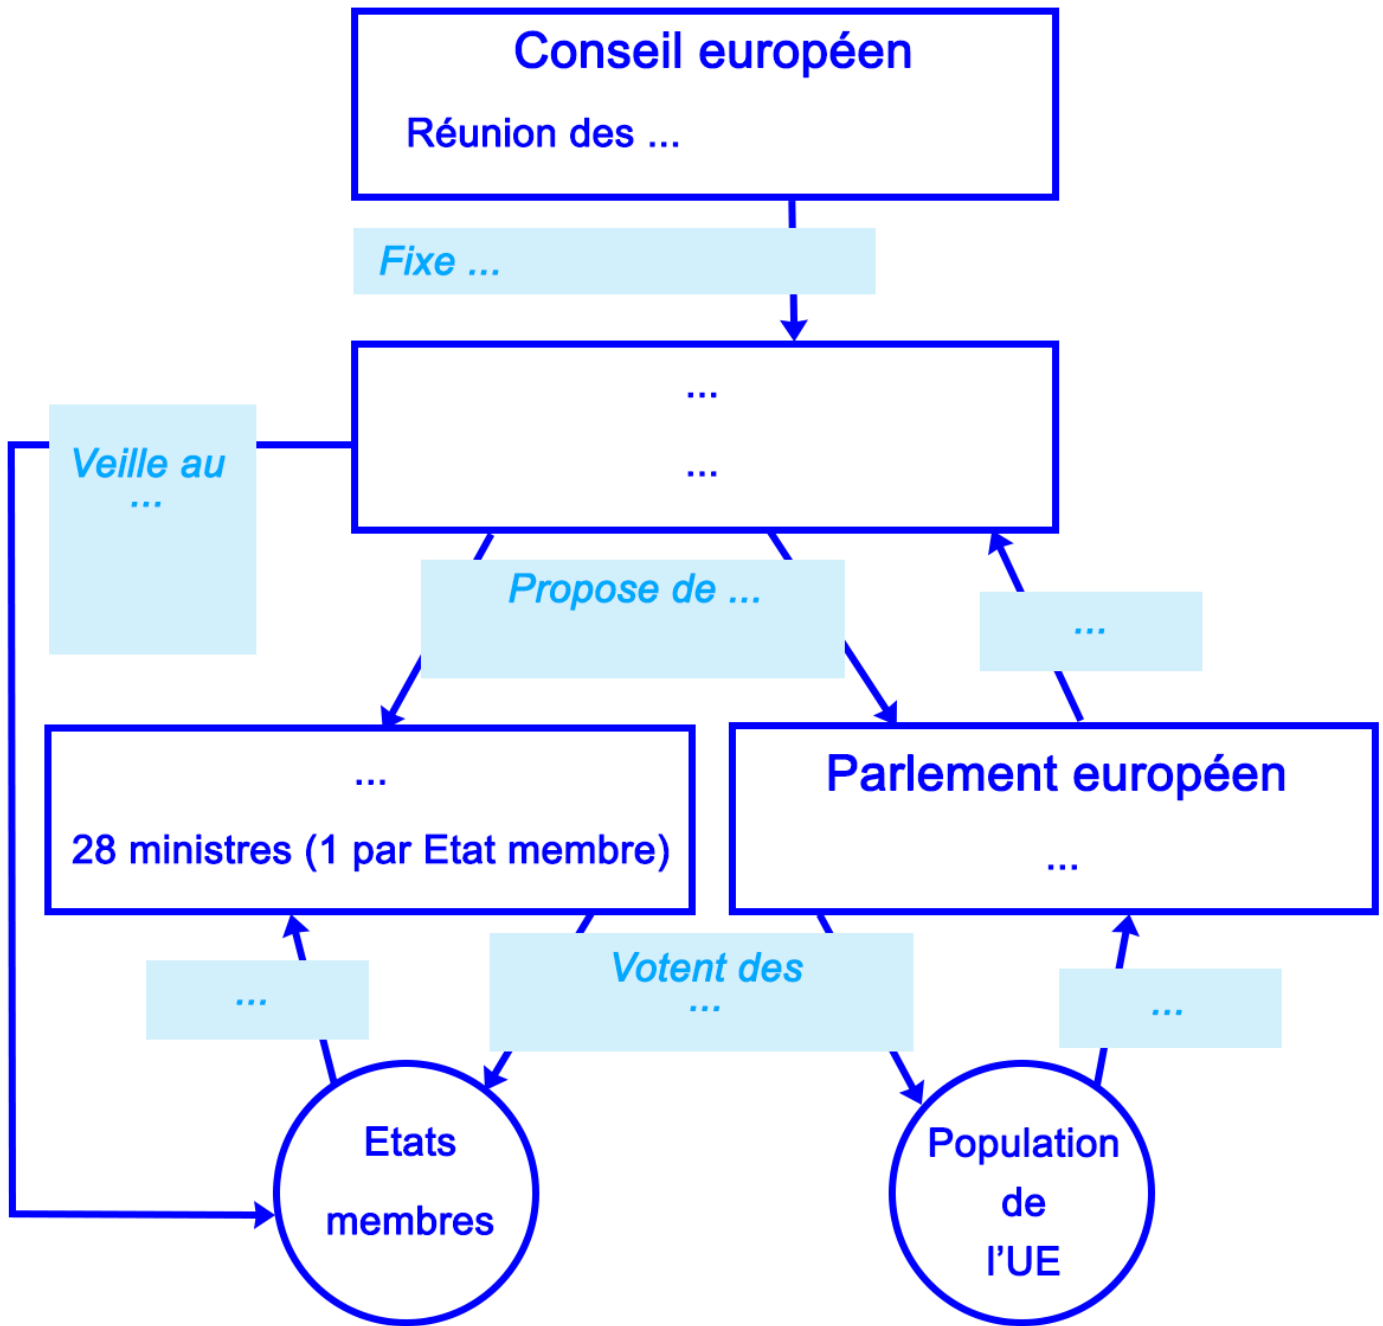 Conseil européen
Réunion des ...
Fixe ...
...
...
Veille au
...
Propose de ...
...
...
28 ministres (1 par Etat membre)
Parlement européen
...
...
Votent des
...
...
Etats
membres
Population
de
l'UE